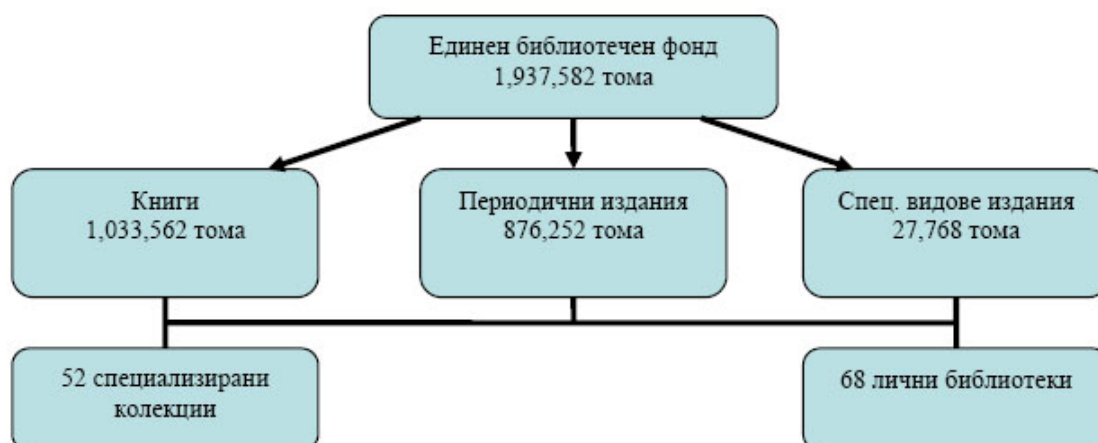 Единен библиотечен фонд
1,937,582 тома
Книги
1,033,562 тома
Периодични издания
876,252 тома
Спец. видове издания
27,768 тома
52 специализирани
колекции
68 лични библиотеки